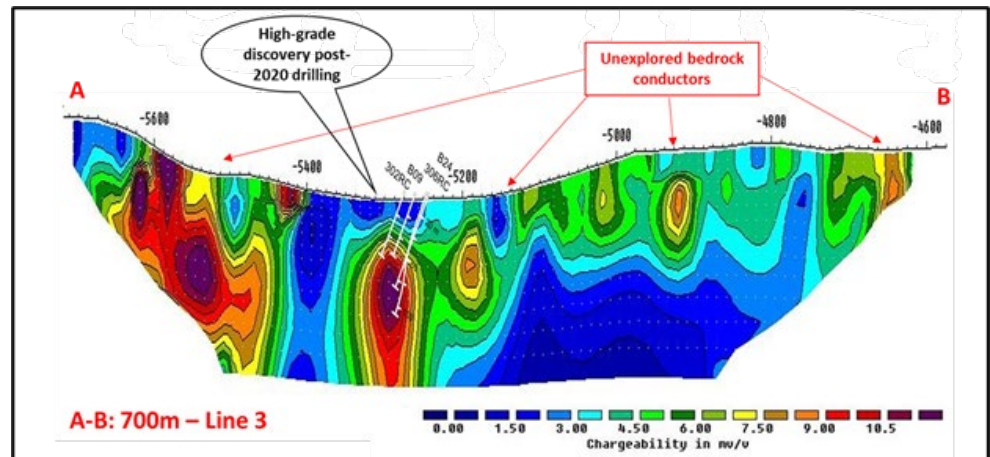 High-grade
discovery post-
2020 drilling
Unexplored bedrock
conductors
A
B
-5600
-5400
-5200
-5000
-4800
-4600
302RC
B09
306RC
B24
A-B: 700m – Line 3
0.00 1.50 3.00 4.50 6.00 7.50 9.00 10.5
Chargeability in mv/v